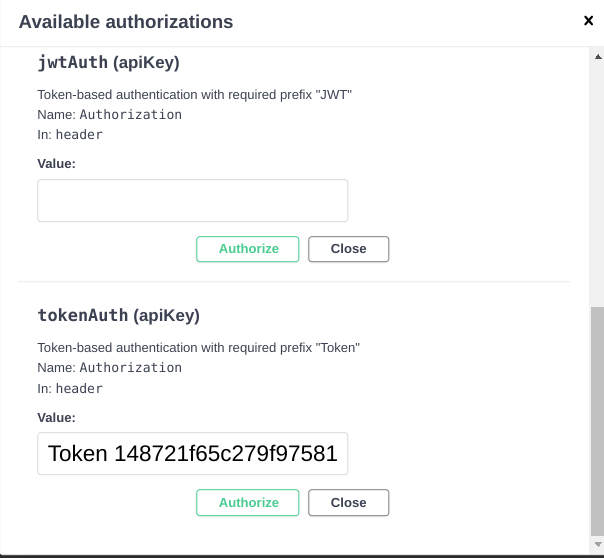 Available authorizations
jwtAuth (apiKey)
Token-based authentication with required prefix "JWT"
Name: Authorization
In: header
Value:
Authorize Close
tokenAuth (apiKey)
Token-based authentication with required prefix "Token"
Name: Authorization
In: header
Value:
Token 148721f65c279f97581
Authorize Close